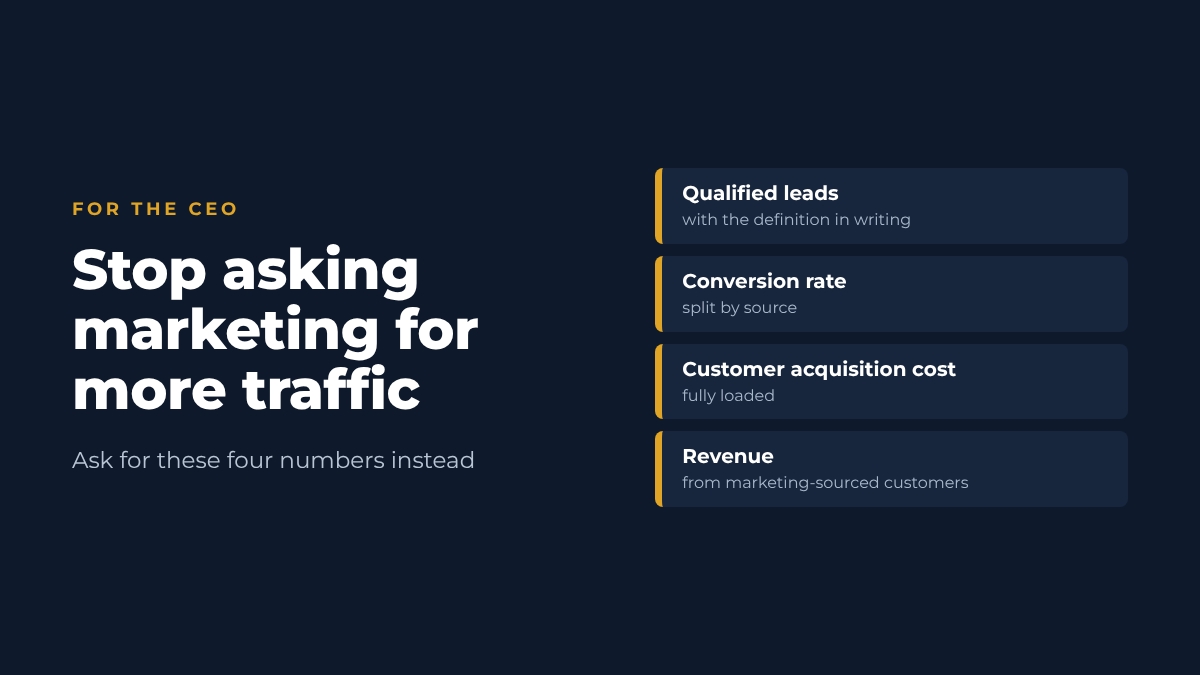 FOR THE CEO
Stop asking
marketing for
more traffic
Ask for these four numbers instead
Qualified leads
with the definition in writing
Conversion rate
split by source
Customer acquisition cost
fully loaded
Revenue
from marketing-sourced customers